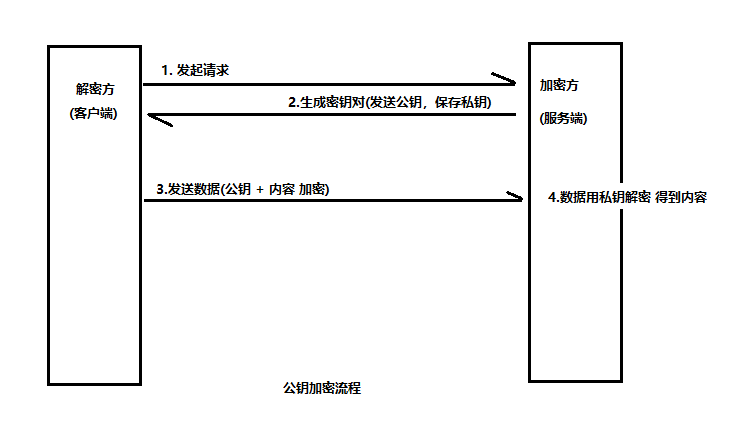 1. 发起请求
解密方
(客户端)
加密方
(服务端)
2.生成密钥对(发送公钥，保存私钥)
3.发送数据(公钥 + 内容 加密)
4.数据用私钥解密 得到内容
公钥加密流程